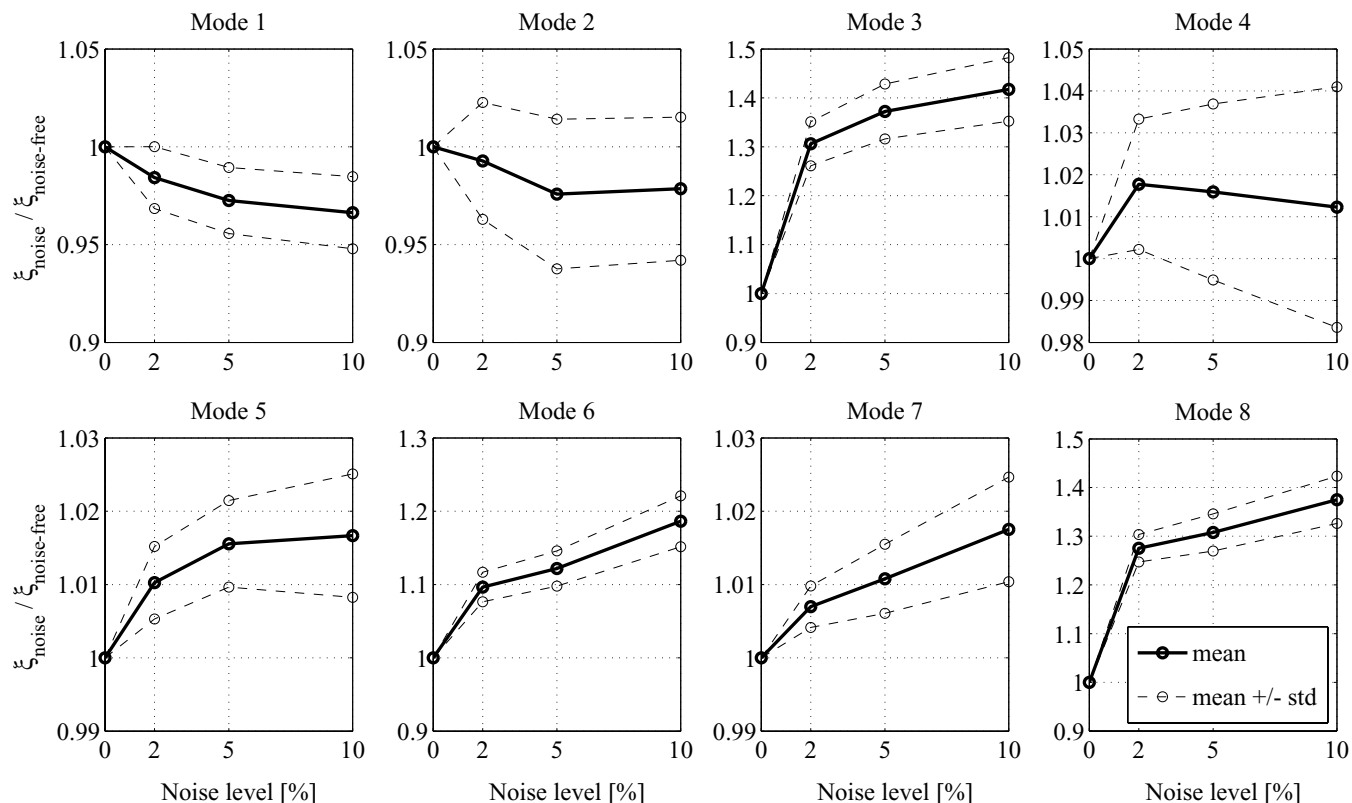 Mode 1
1.05
1
0.95
0.9
0 2 5 10
ξnoise / ξnoise-free
Mode 2
1.05
1
0.95
0.9
0 2 5 10
Mode 3
1.5
1.4
1.3
1.2
1.1
1
0.9
0 2 5 10
Mode 4
1.05
1.04
1.03
1.02
1.01
1
0.99
0.98
0 2 5 10
Mode 5
1.03
1.02
1.01
1
0.99
0 2 5 10
ξnoise / ξnoise-free
Noise level [%]
Mode 6
1.3
1.2
1.1
1
0.9
0 2 5 10
Noise level [%]
Mode 7
1.03
1.02
1.01
1
0.99
0 2 5 10
Noise level [%]
Mode 8
1.5
1.4
1.3
1.2
1.1
1
0.9
0 2 5 10
mean
mean +/- std
Noise level [%]